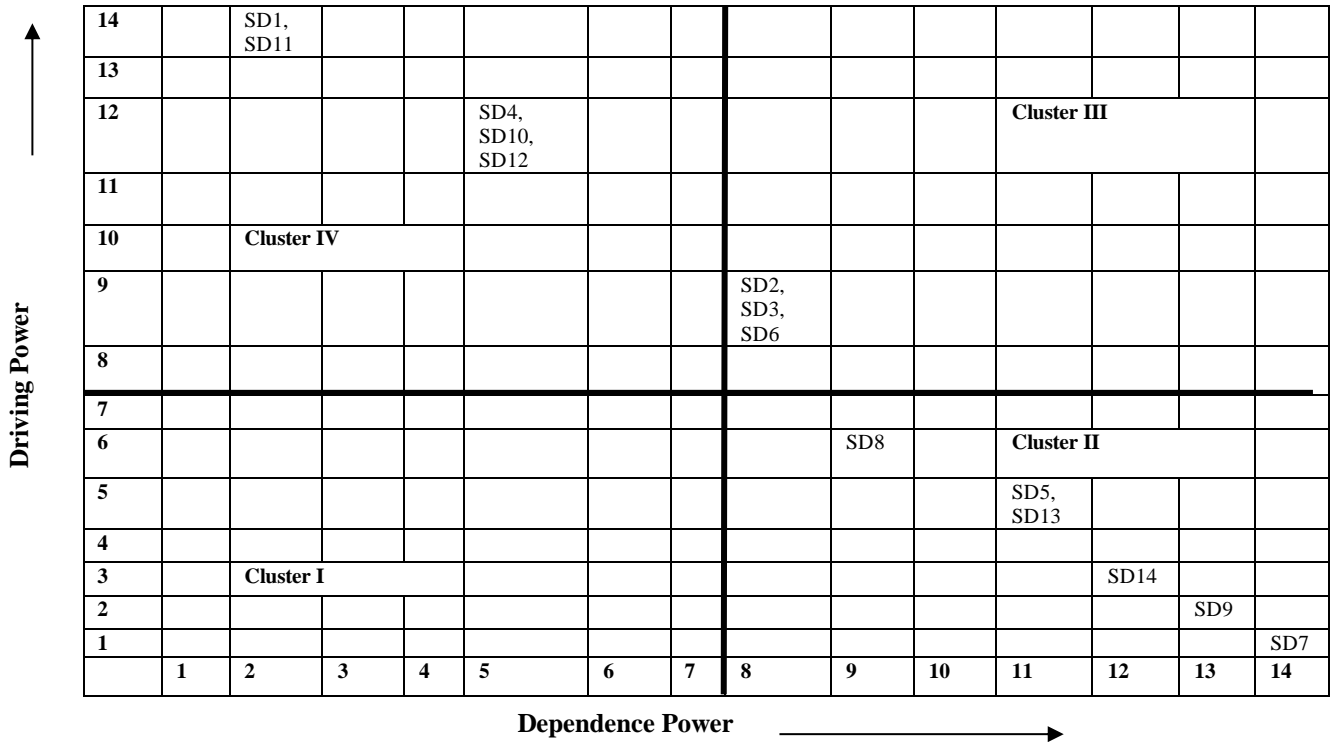 14 SD1,
SD11
13
12 SD4, Cluster III
SD10,
SD12
11
10 Cluster IV
9 SD2,
SD3,
SD6
8
7
6 SD8 Cluster II
5 SD5,
SD13
4
3 Cluster I SD14
2 SD9
1 SD7
1 2 3 4 5 6 7 8 9 10 11 12 13 14
Driving Power
Dependence Power